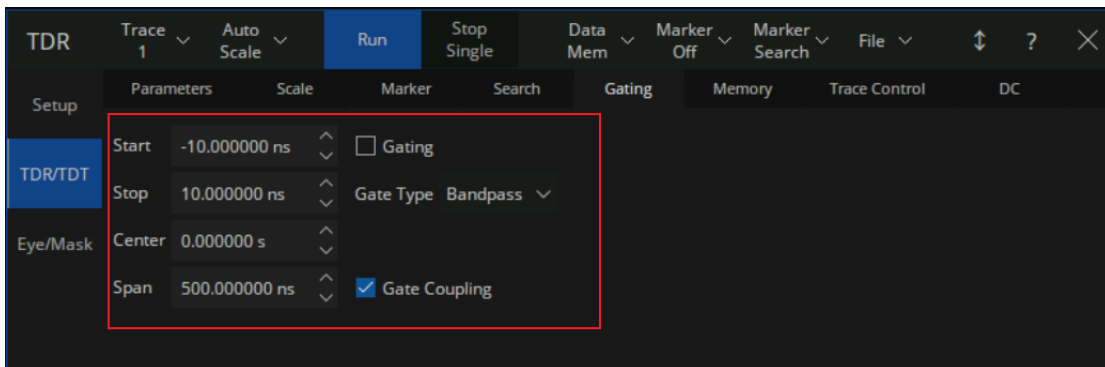 TDR Trace 1 Auto Scale Run Stop Single Data Mem Marker Off Marker Search File ?
Setup Parameters Scale Marker Search Gating Memory Trace Control DC
Start -10.000000 ns Gating
TDR/TDT
Stop 10.000000 ns Gate Type Bandpass
Eye/Mask
Center 0.000000 s
Span 500.000000 ns Gate Coupling